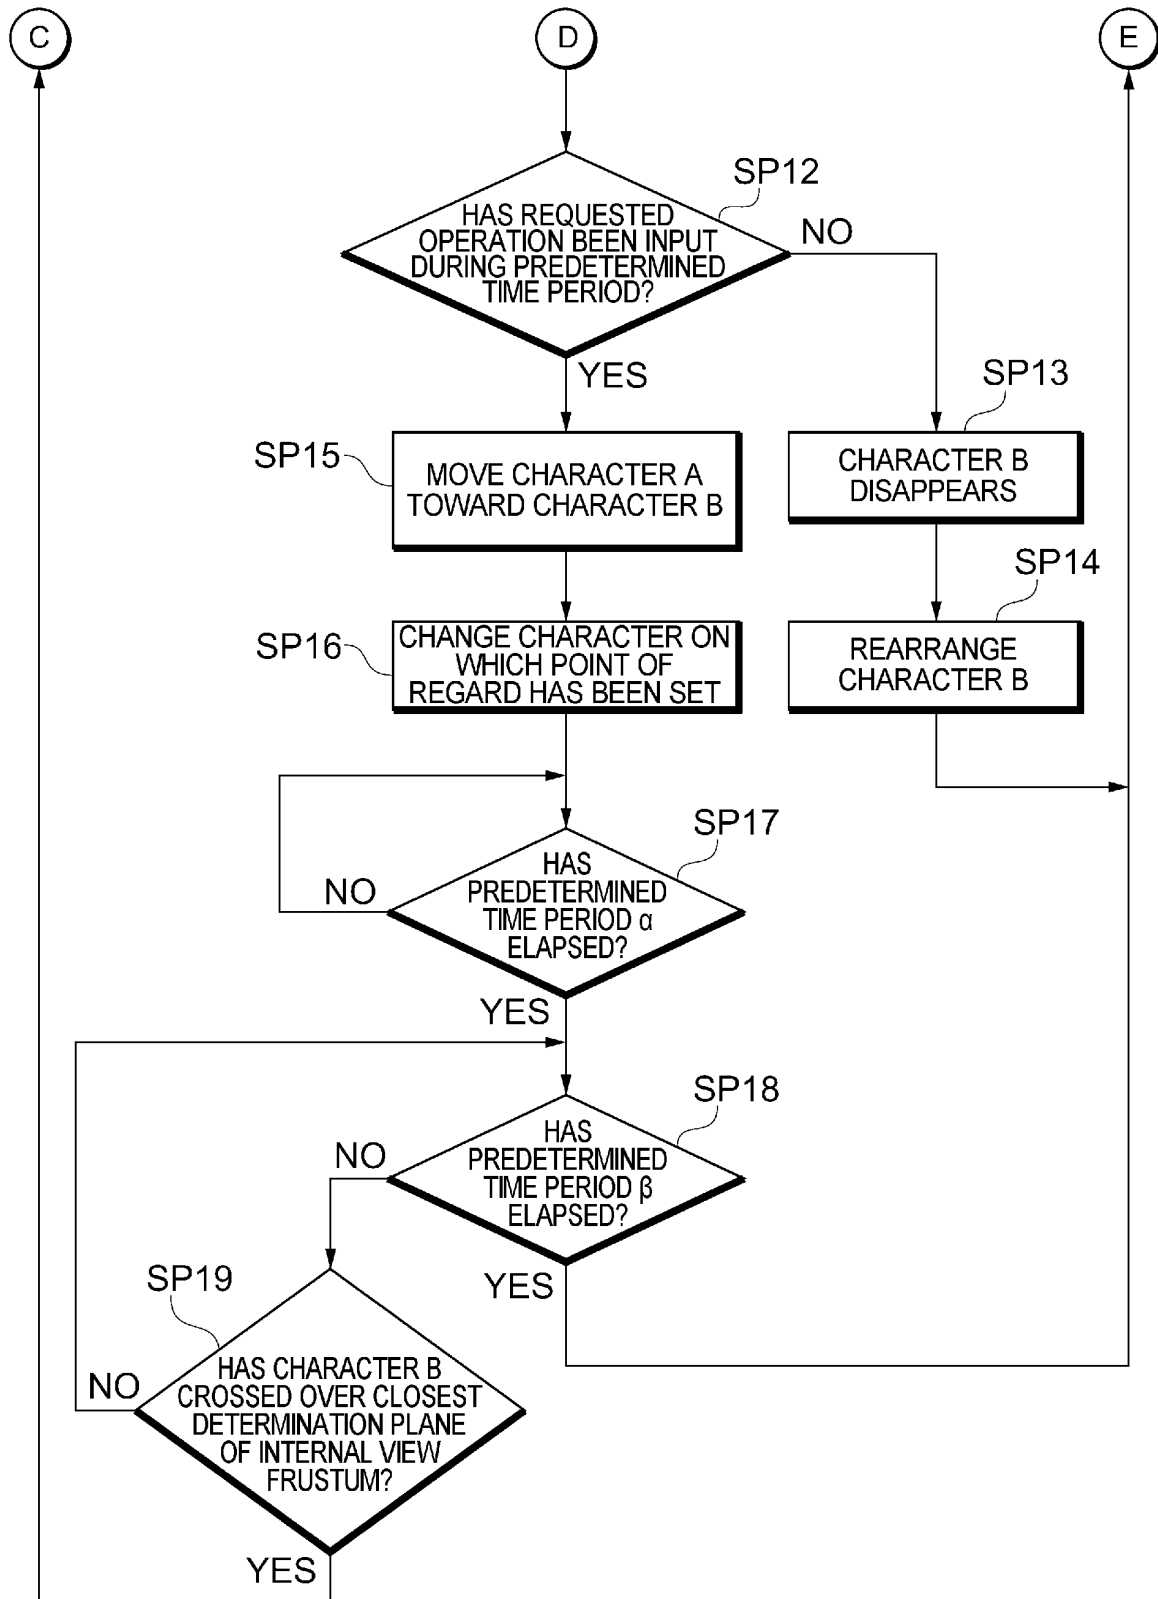 C
D
E
SP12
HAS REQUESTED
OPERATION BEEN INPUT
DURING PREDETERMINED
TIME PERIOD?
NO
YES
SP13
CHARACTER B
DISAPPEARS
SP15
MOVE CHARACTER A
TOWARD CHARACTER B
SP14
REARRANGE
CHARACTER B
SP16
CHANGE CHARACTER ON
WHICH POINT OF
REGARD HAS BEEN SET
SP17
HAS
PREDETERMINED
TIME PERIOD α
ELAPSED?
NO
YES
SP18
HAS
PREDETERMINED
TIME PERIOD β
ELAPSED?
NO
YES
SP19
HAS CHARACTER B
CROSSED OVER CLOSEST
DETERMINATION PLANE
OF INTERNAL VIEW
FRUSTUM?
NO
YES